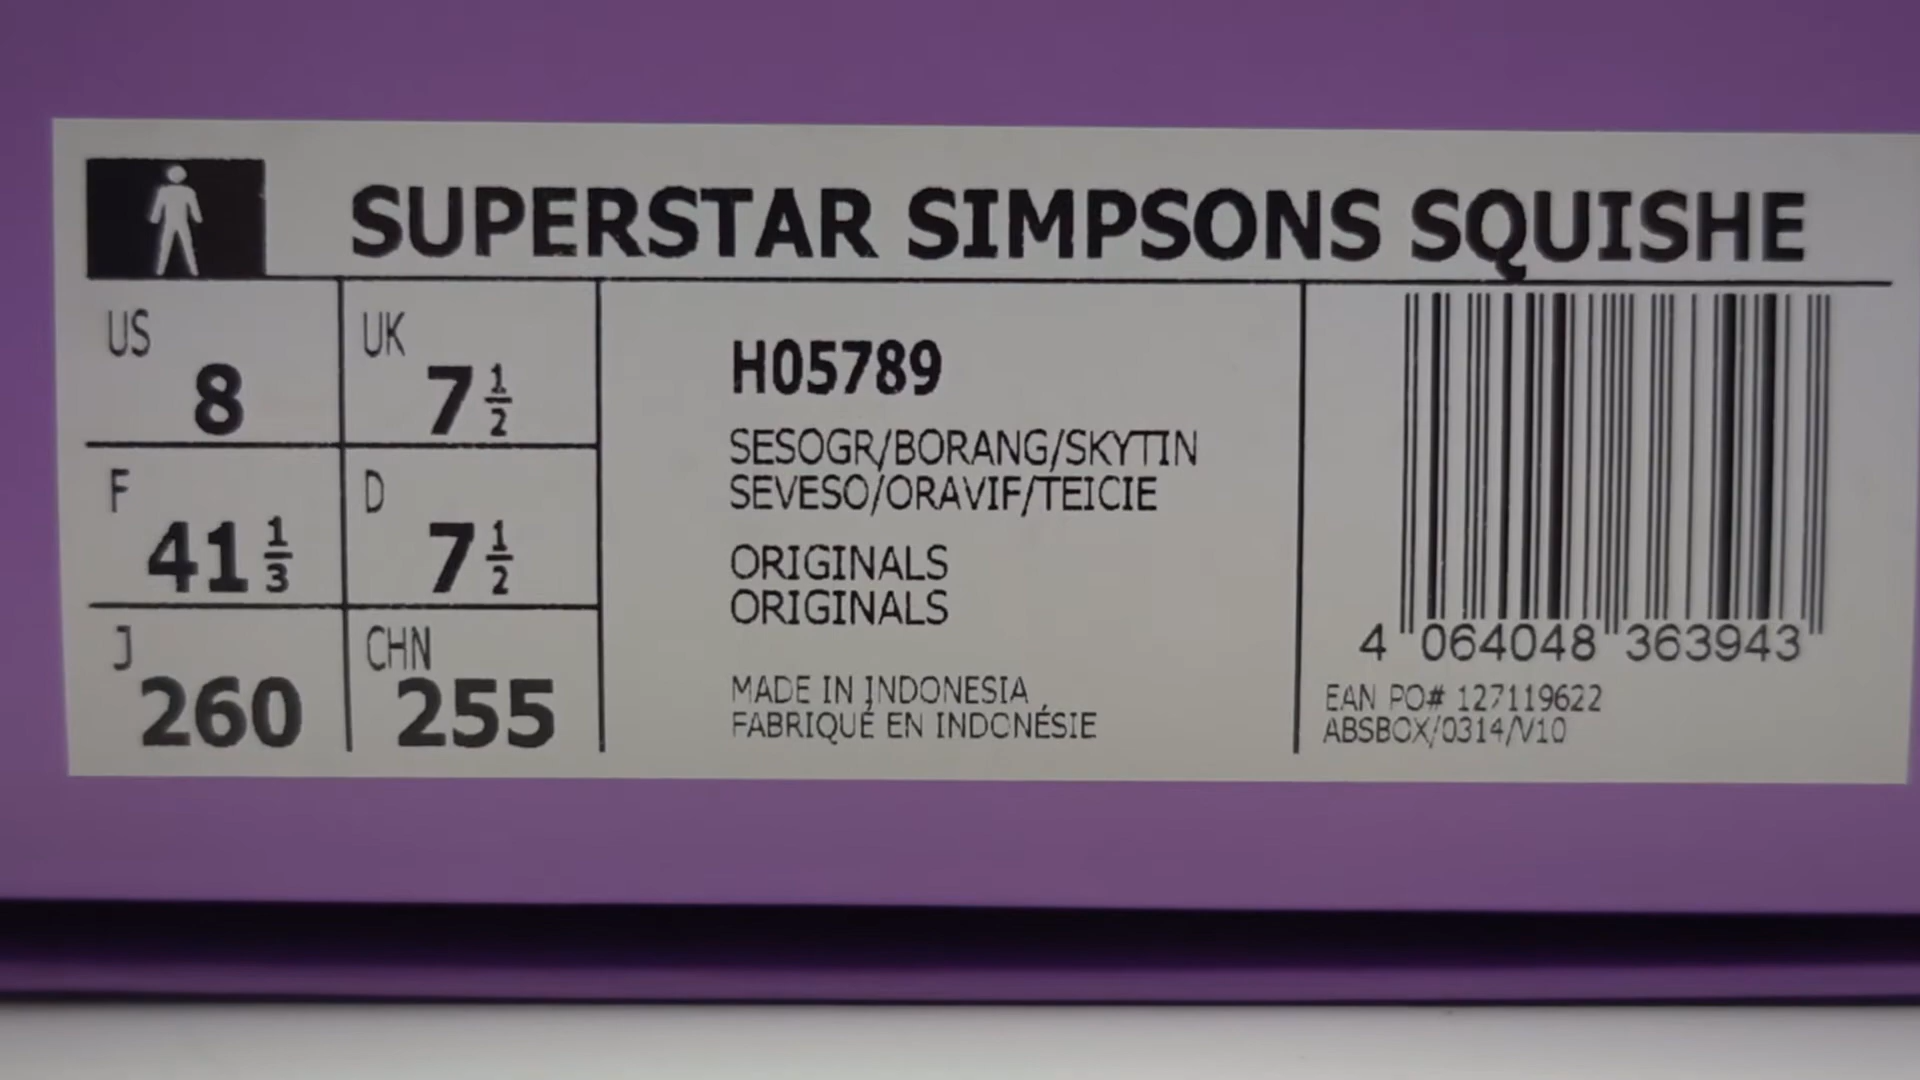 SUPERSTAR SIMPSONS SQUISHE
US 8
UK 7 1/2
F 41 1/3
D 7 1/2
J 260
CHN 255
H05789
SESOGR/BORANG/SKYTIN
SEVESO/ORAVIF/TEICIE
ORIGINALS
ORIGINALS
MADE IN INDONESIA
FABRIQUÉ EN INDONÉSIE
4 064048 363943
EAN PO# 127119622
ABSBOX/0314/V10